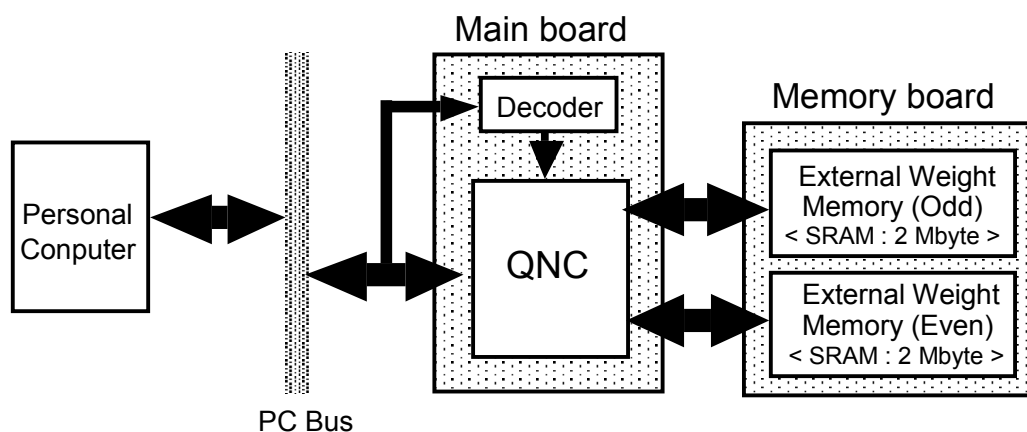 Main board
Decoder
Memory board
External Weight
Memory (Odd)
< SRAM : 2 Mbyte >
Personal
Conputer
QNC
External Weight
Memory (Even)
< SRAM : 2 Mbyte >
PC Bus